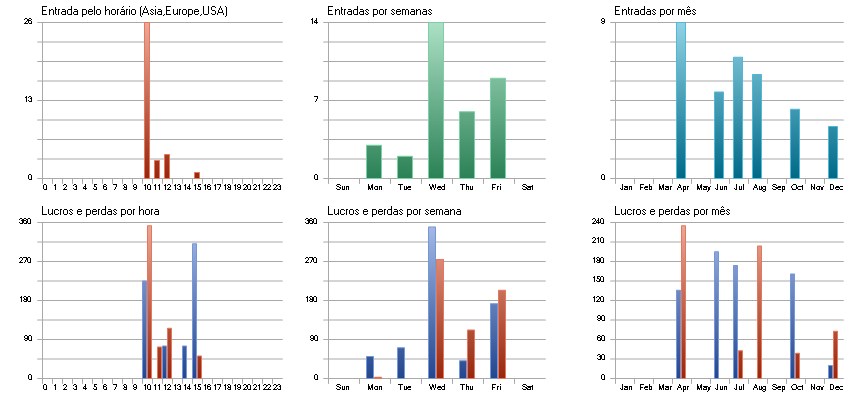 Entrada pelo horário (Asia,Europe,USA)
26
13
0
0 1 2 3 4 5 6 7 8 9 10 11 12 13 14 15 16 17 18 19 20 21 22 23
Entradas por semanas
14
7
0
Sun Mon Tue Wed Thu Fri Sat
Entradas por mês
9
0
Jan Feb Mar Apr May Jun Jul Aug Sep Oct Nov Dec
Lucros e perdas por hora
360
270
180
90
0
0 1 2 3 4 5 6 7 8 9 10 11 12 13 14 15 16 17 18 19 20 21 22 23
Lucros e perdas por semana
360
270
180
90
0
Sun Mon Tue Wed Thu Fri Sat
Lucros e perdas por mês
240
210
180
150
120
90
60
30
0
Jan Feb Mar Apr May Jun Jul Aug Sep Oct Nov Dec